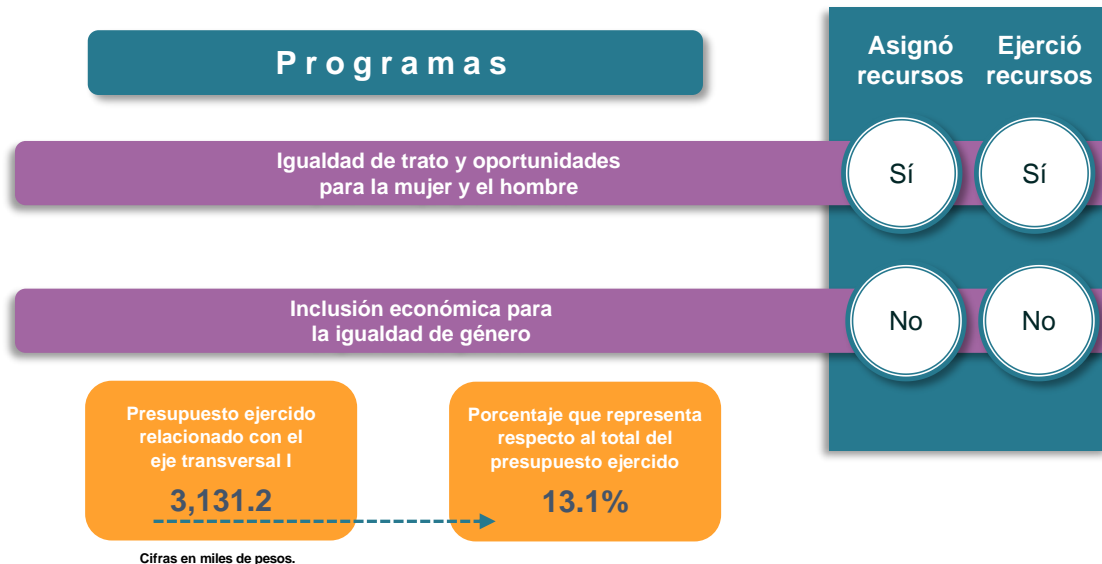 Programas
Asignó
recursos
Ejerció
recursos
Igualdad de trato y oportunidades
para la mujer y el hombre
Sí
Sí
Inclusión económica para
la igualdad de género
No
No
Presupuesto ejercido
relacionado con el
eje transversal I
3,131.2
Porcentaje que representa
respecto al total del
presupuesto ejercido
13.1%
Cifras en miles de pesos.